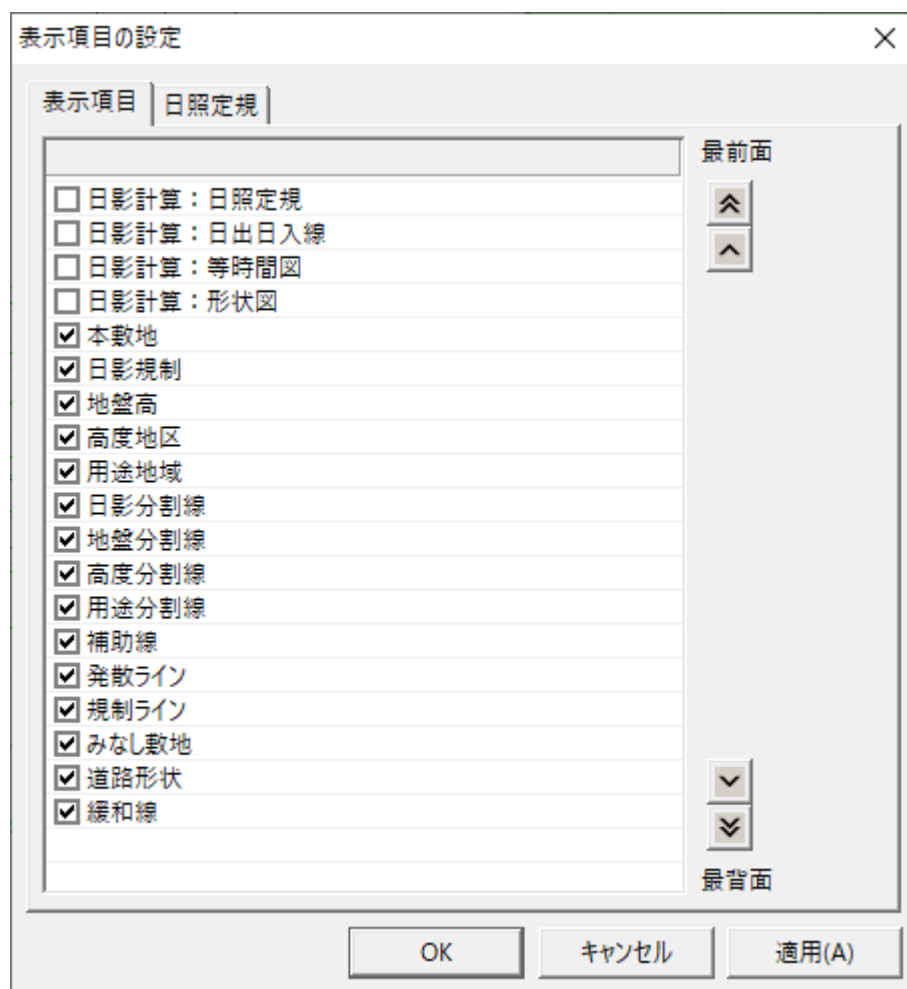 表示項目の設定
表示項目
日照定規
最前面
日影計算：日照定規
日影計算：日出日入線
日影計算：等時間図
日影計算：形状図
本敷地
日影規制
地盤高
高度地区
用途地域
日影分割線
地盤分割線
高度分割線
用途分割線
補助線
発散ライン
規制ライン
みなし敷地
道路形状
緩和線
最背面
OK
キャンセル
適用(A)